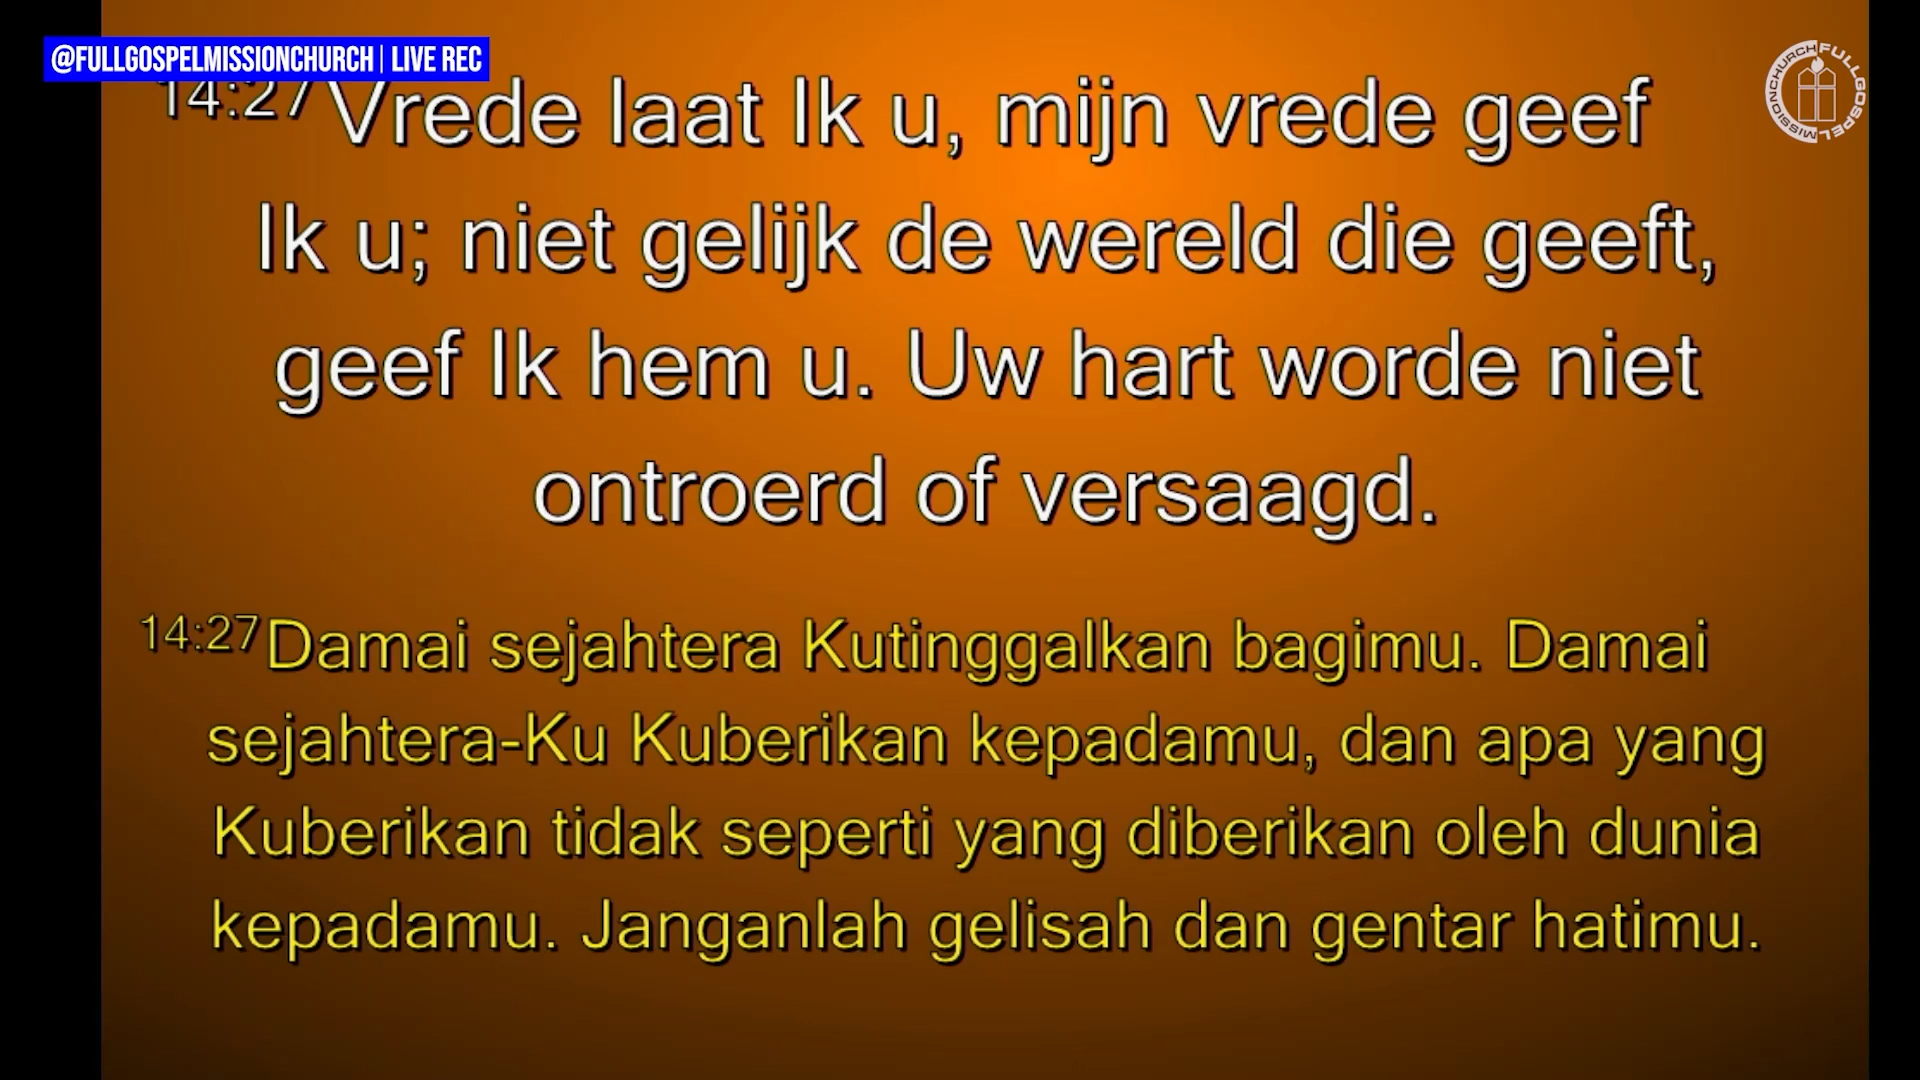 @FULLGOSPELMISSIONCHURCH | LIVE REC
FULLGOSPEL MISSIONCHURCH
14:27 Vrede laat Ik u, mijn vrede geef
Ik u; niet gelijk de wereld die geeft,
geef Ik hem u. Uw hart worde niet
ontroerd of versaagd.
14:27 Damai sejahtera Kutinggalkan bagimu. Damai
sejahtera-Ku Kuberikan kepadamu, dan apa yang
Kuberikan tidak seperti yang diberikan oleh dunia
kepadamu. Janganlah gelisah dan gentar hatimu.